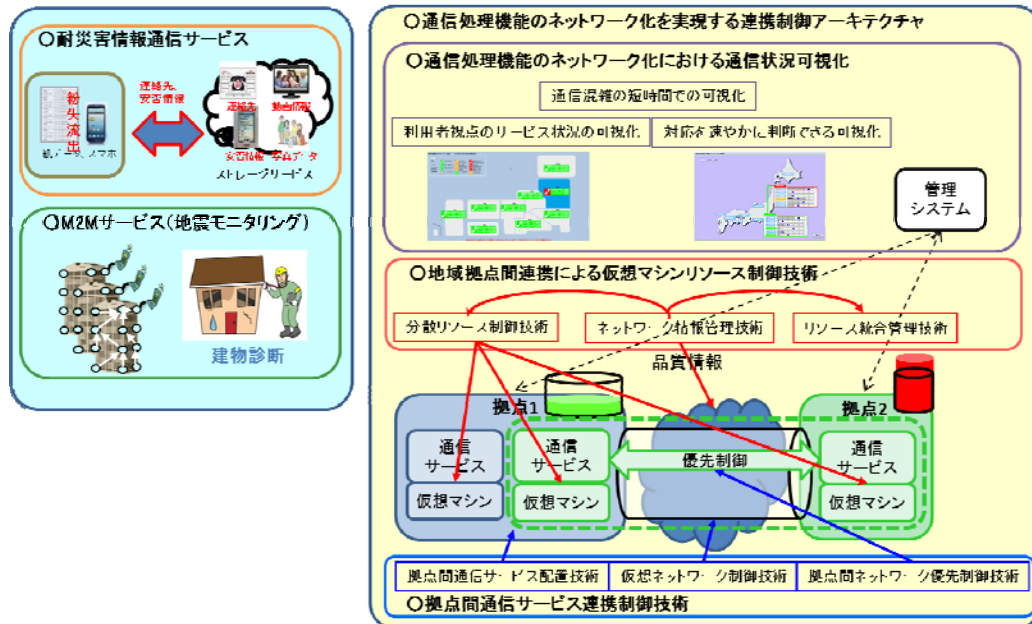 〇耐災害情報通信サービス
紛失流出
紙データ、スマホ
連絡先、
安否情報
連絡先
動画情報
安否情報
写真データ
ストレージサービス
〇M2Mサービス(地震モニタリング)
建物診断
〇通信処理機能のネットワーク化を実現する連携制御アーキテクチャ
〇通信処理機能のネットワーク化における通信状況可視化
通信混雑の短時間での可視化
利用者視点のサービス状況の可視化
対応を速やかに判断できる可視化
管理
システム
〇地域拠点間連携による仮想マシンリソース制御技術
分散リソース制御技術
ネットワーク情報管理技術
リソース統合管理技術
品質情報
拠点1
拠点2
通信
サービス
仮想マシン
通信
サービス
仮想マシン
優先制御
通信
サービス
仮想マシン
拠点間通信サービス配置技術
仮想ネットワーク制御技術
拠点間ネットワーク優先制御技術
〇拠点間通信サービス連携制御技術